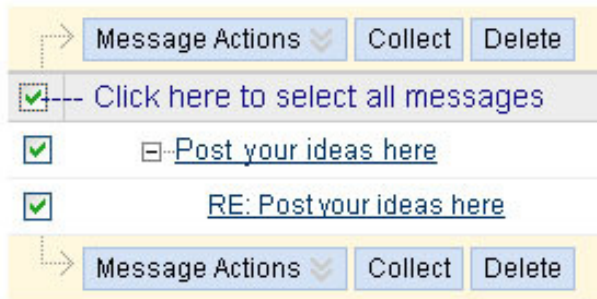 Message Actions Collect Delete
Click here to select all messages
Post your ideas here
RE: Post your ideas here
Message Actions Collect Delete